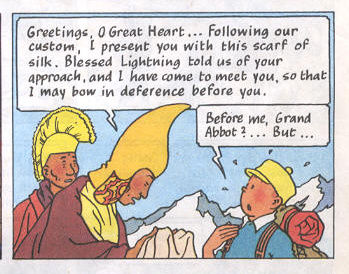 Greetings, O Great Heart... Following our
custom, I present you with this scarf of
silk. Blessed Lightning told us of your
approach, and I have come to meet you, so that
I may bow in deference before you.
Before me, Grand
Abbot?... But...